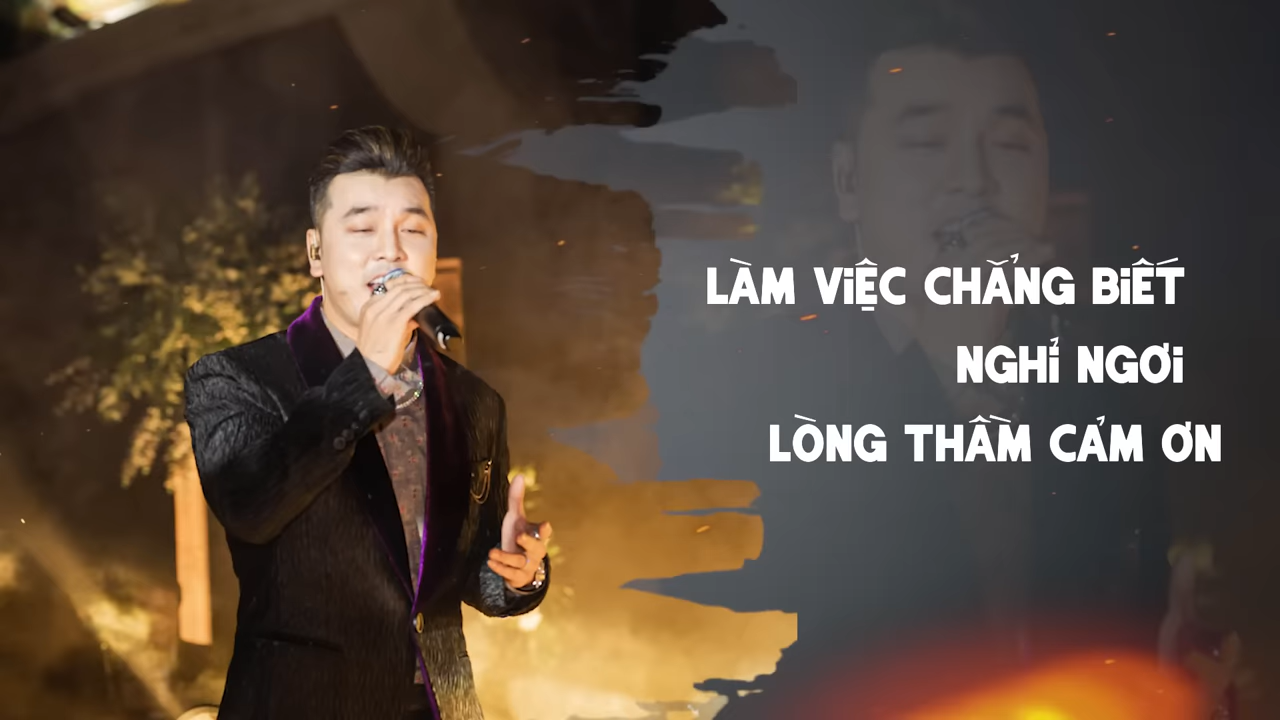 LÀM ViỆC CHẲNG BiẾT
NGHỈ NGƠi
LÒNG THẦM CẢM ƠN